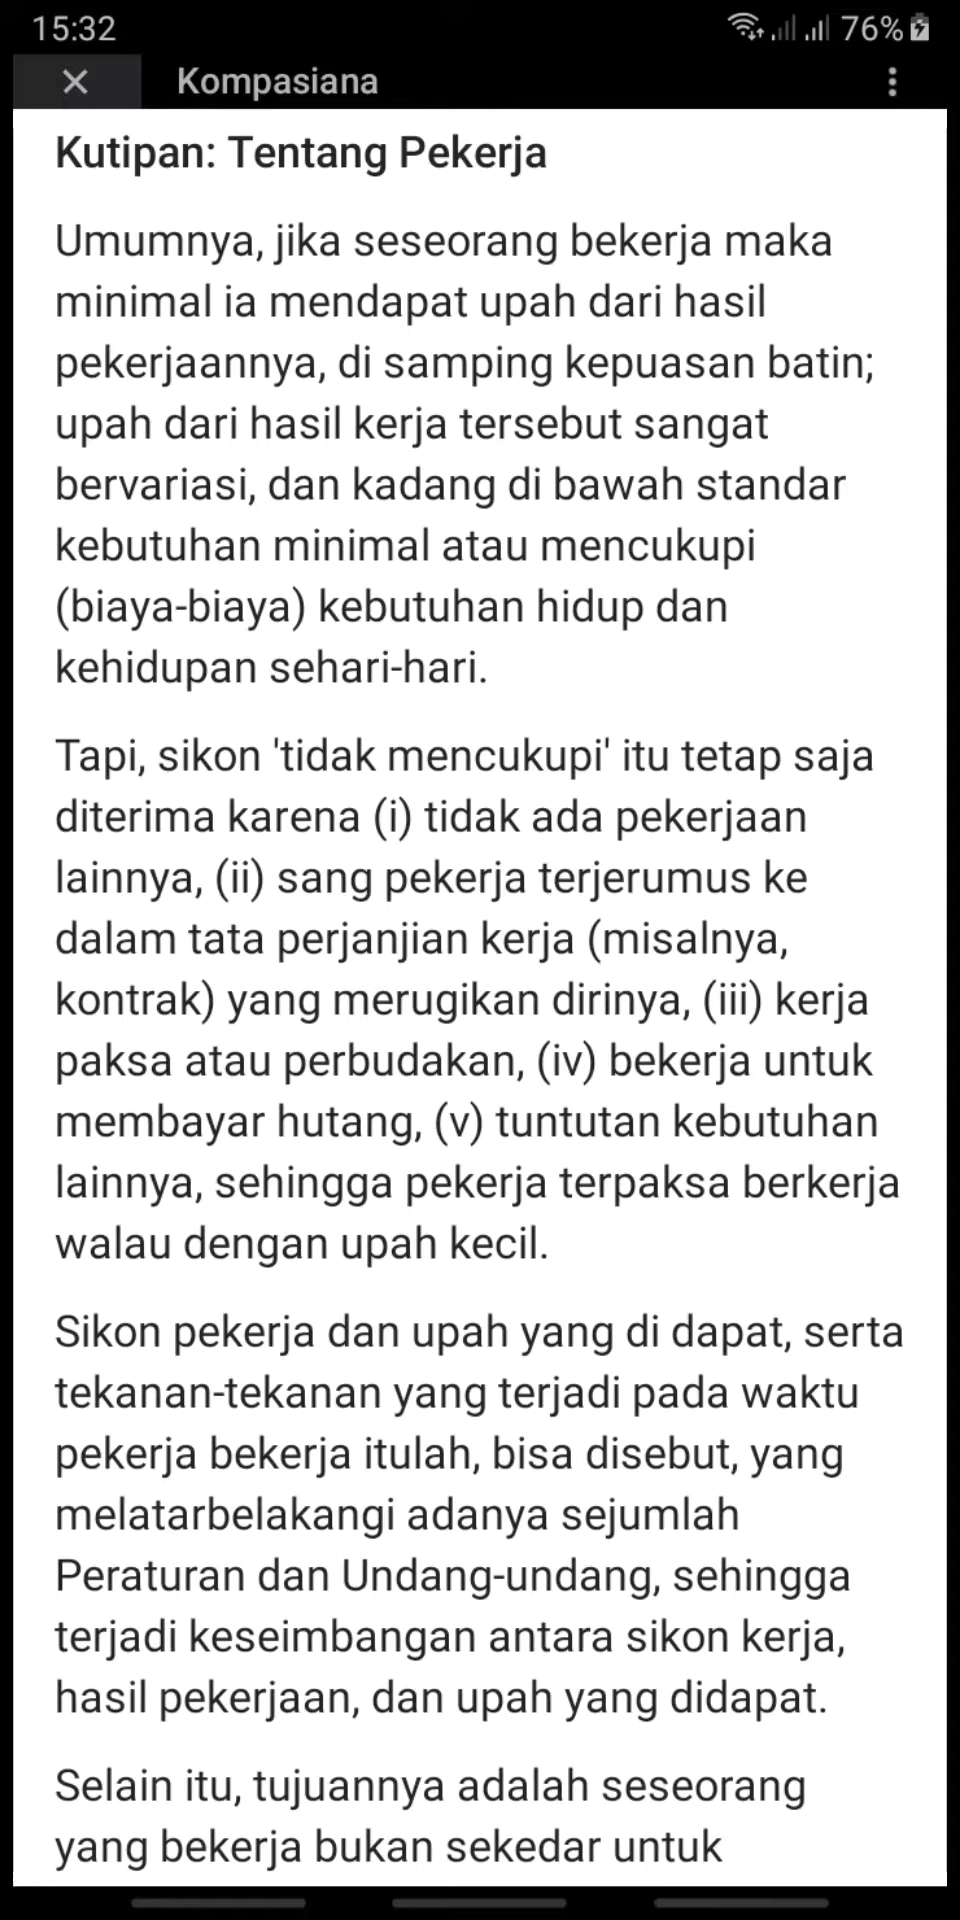 15:32
76%
Kompasiana
Kutipan: Tentang Pekerja
Umumnya, jika seseorang bekerja maka
minimal ia mendapat upah dari hasil
pekerjaannya, di samping kepuasan batin;
upah dari hasil kerja tersebut sangat
bervariasi, dan kadang di bawah standar
kebutuhan minimal atau mencukupi
(biaya-biaya) kebutuhan hidup dan
kehidupan sehari-hari.
Tapi, sikon 'tidak mencukupi' itu tetap saja
diterima karena (i) tidak ada pekerjaan
lainnya, (ii) sang pekerja terjerumus ke
dalam tata perjanjian kerja (misalnya,
kontrak) yang merugikan dirinya, (iii) kerja
paksa atau perbudakan, (iv) bekerja untuk
membayar hutang, (v) tuntutan kebutuhan
lainnya, sehingga pekerja terpaksa berkerja
walau dengan upah kecil.
Sikon pekerja dan upah yang di dapat, serta
tekanan-tekanan yang terjadi pada waktu
pekerja bekerja itulah, bisa disebut, yang
melatarbelakangi adanya sejumlah
Peraturan dan Undang-undang, sehingga
terjadi keseimbangan antara sikon kerja,
hasil pekerjaan, dan upah yang didapat.
Selain itu, tujuannya adalah seseorang
yang bekerja bukan sekedar untuk